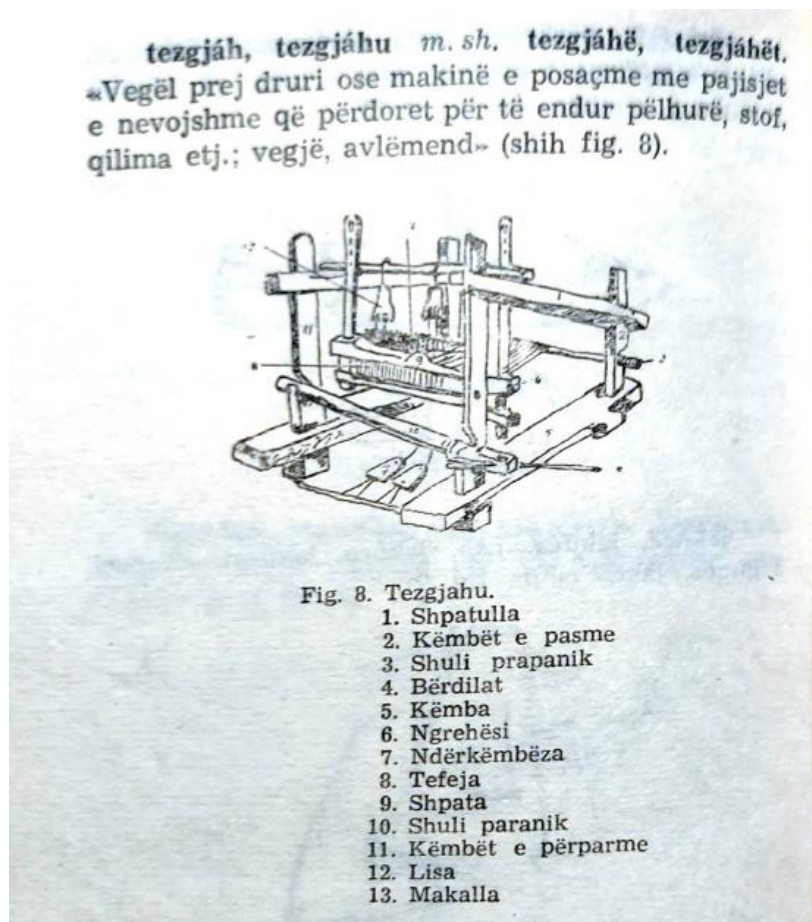 tezgjáh, tezgjáhu m. sh. tezgjáhë, tezgjáhët.
«Vegël prej druri ose makinë e posaçme me pajisjet
e nevojshme që përdoret për të endur pëlhurë, stof,
qilima etj.; vegjë, avlëmend» (shih fig. 8).
Fig. 8. Tezgjahu.
1. Shpatulla
2. Këmbët e pasme
3. Shuli prapanik
4. Bërdilat
5. Këmba
6. Ngrehësi
7. Ndërkëmbëza
8. Tefeja
9. Shpata
10. Shuli paranik
11. Këmbët e përparme
12. Lisa
13. Makalla